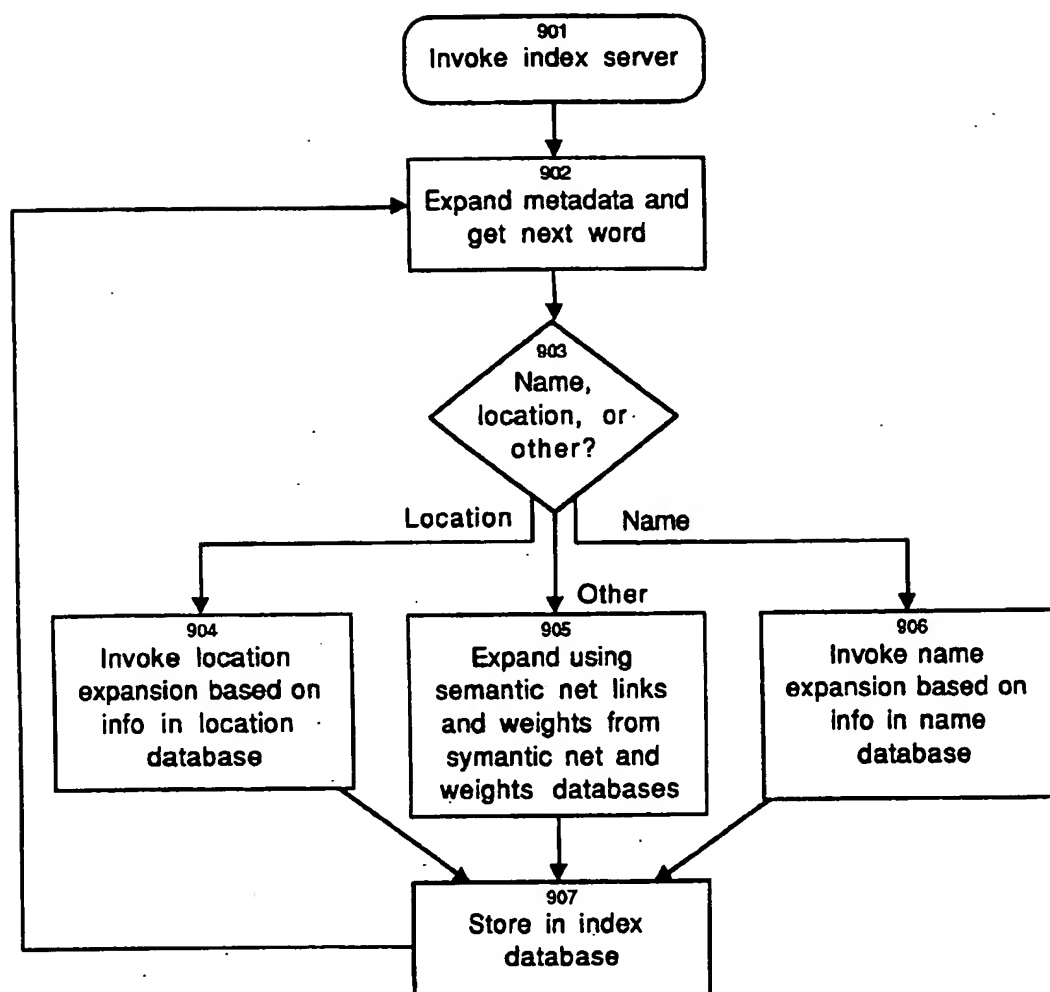 901
Invoke index server
902
Expand metadata and
get next word
903
Name,
location, or
other?
Location
Name
Other
904
Invoke location
expansion based on
info in location
database
905
Expand using
semantic net links
and weights from
symantic net and
weights databases
906
Invoke name
expansion based on
info in name
database
907
Store in index
database